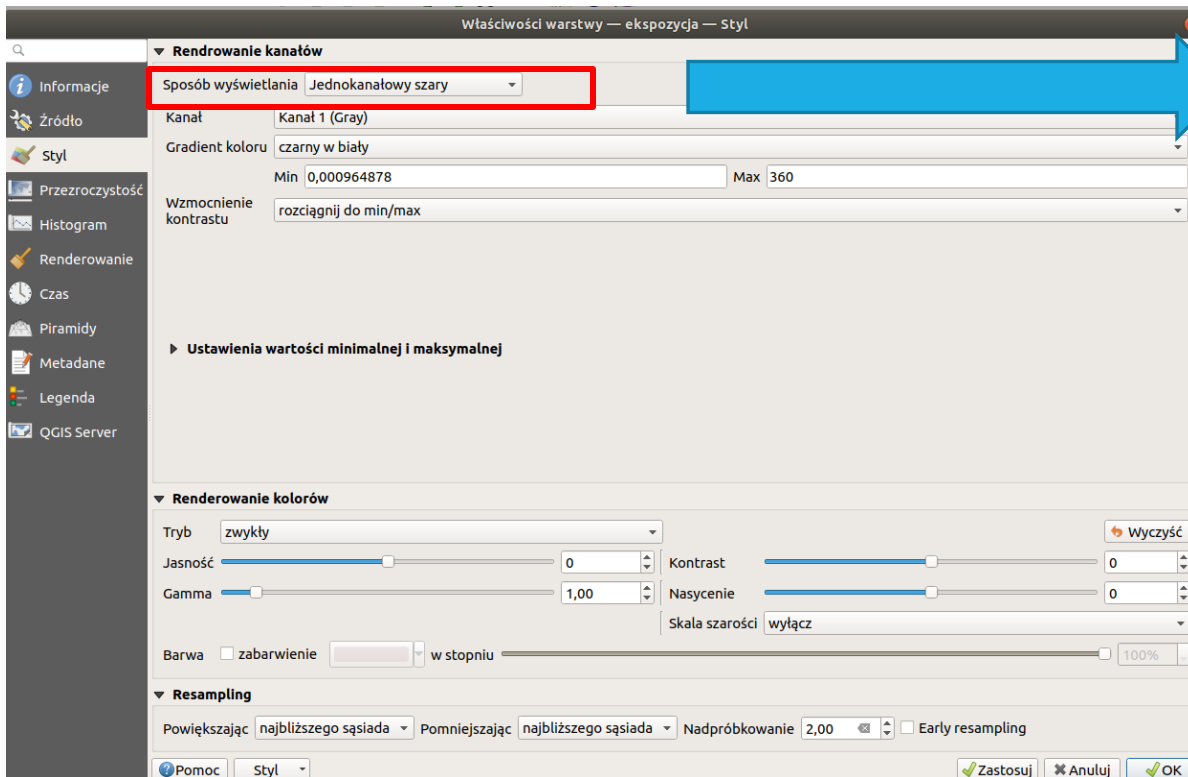 Właściwości warstwy — ekspozycja — Styl
Informacje
Źródło
Styl
Przezroczystość
Histogram
Renderowanie
Czas
Piramidy
Metadane
Legenda
QGIS Server
Rendrowanie kanałów
Sposób wyświetlania Jednokanałowy szary
Kanał Kanał 1 (Gray)
Gradient koloru czarny w biały
Min 0,000964878 Max 360
Wzmocnienie
kontrastu rozciągnij do min/max
Ustawienia wartości minimalnej i maksymalnej
Renderowanie kolorów
Tryb zwykły Wyczyść
Jasność 0 Kontrast 0
Gamma 1,00 Nasycenie 0
Skala szarości wyłącz
Barwa zabarwienie w stopniu 100%
Resampling
Powiększając najbliższego sąsiada Pomniejszając najbliższego sąsiada Nadpróbkowanie 2,00 Early resampling
Pomoc Styl Zastosuj Anuluj OK